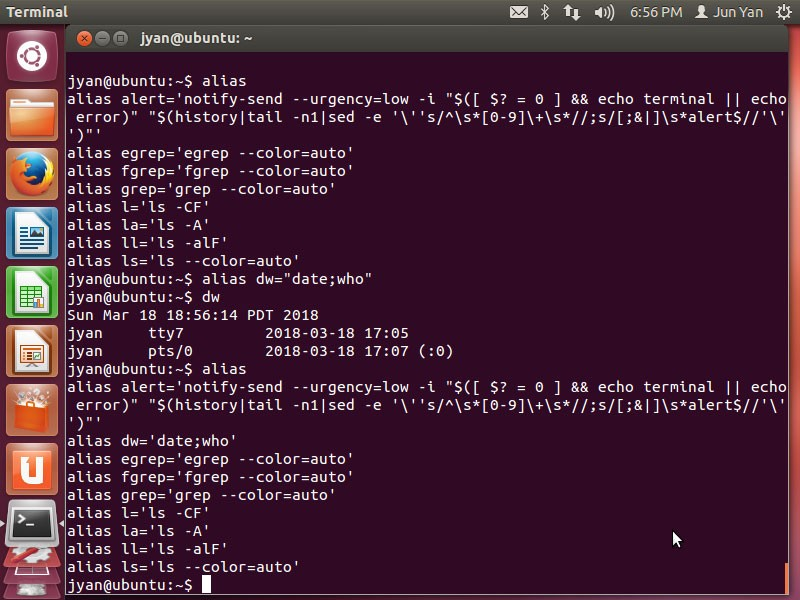 Terminal
6:56 PM Jun Yan
jyan@ubuntu: ~
jyan@ubuntu:~$ alias
alias alert='notify-send --urgency=low -i "$([ $? = 0 ] && echo terminal || echo
 error)" "$(history|tail -n1|sed -e '\''s/^\s*[0-9]\+\s*//;s/[;&|]\s*alert$//'\'
')"'
alias egrep='egrep --color=auto'
alias fgrep='fgrep --color=auto'
alias grep='grep --color=auto'
alias l='ls -CF'
alias la='ls -A'
alias ll='ls -alF'
alias ls='ls --color=auto'
jyan@ubuntu:~$ alias dw="date;who"
jyan@ubuntu:~$ dw
Sun Mar 18 18:56:14 PDT 2018
jyan     tty7         2018-03-18 17:05
jyan     pts/0        2018-03-18 17:07 (:0)
jyan@ubuntu:~$ alias
alias alert='notify-send --urgency=low -i "$([ $? = 0 ] && echo terminal || echo
 error)" "$(history|tail -n1|sed -e '\''s/^\s*[0-9]\+\s*//;s/[;&|]\s*alert$//'\'
')"'
alias dw='date;who'
alias egrep='egrep --color=auto'
alias fgrep='fgrep --color=auto'
alias grep='grep --color=auto'
alias l='ls -CF'
alias la='ls -A'
alias ll='ls -alF'
alias ls='ls --color=auto'
jyan@ubuntu:~$